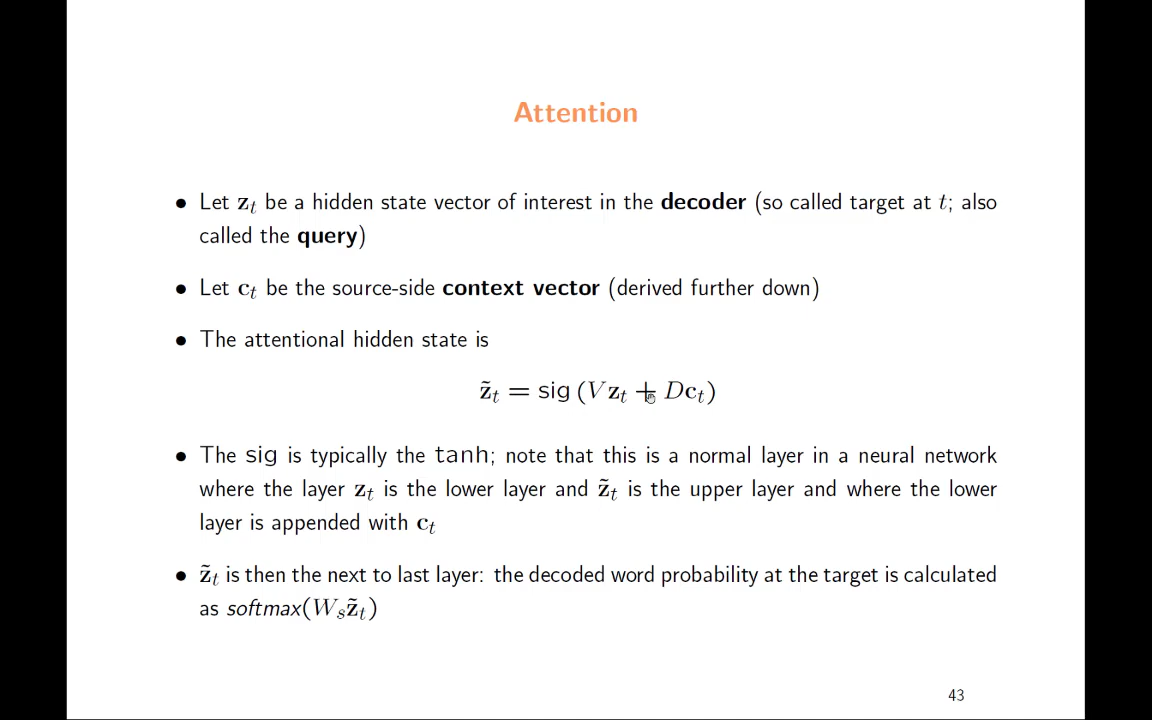 Attention
• Let z_t be a hidden state vector of interest in the decoder (so called target at t; also
called the query)
• Let c_t be the source-side context vector (derived further down)
• The attentional hidden state is
z̃_t = sig (V z_t + D c_t)
• The sig is typically the tanh; note that this is a normal layer in a neural network
where the layer z_t is the lower layer and z̃_t is the upper layer and where the lower
layer is appended with c_t
• z̃_t is then the next to last layer: the decoded word probability at the target is calculated
as softmax(W_s z̃_t)
43